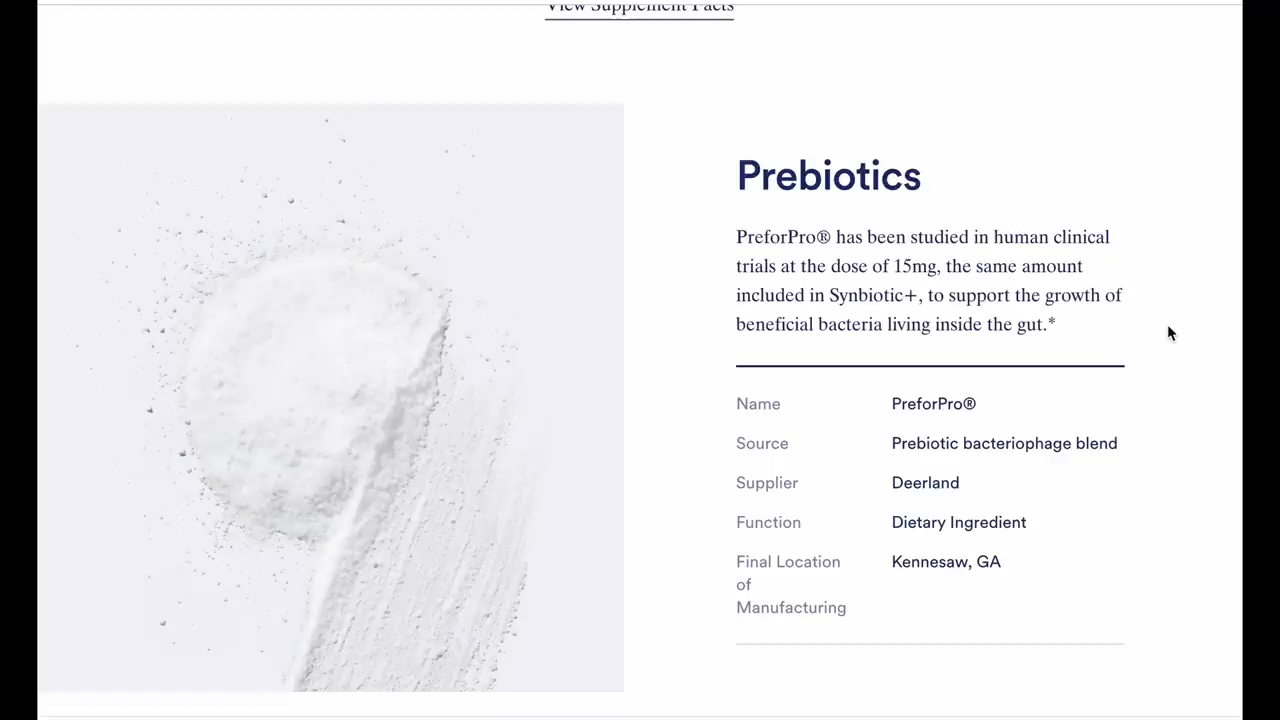 View Supplement Facts
Prebiotics
PreforPro® has been studied in human clinical
trials at the dose of 15mg, the same amount
included in Synbiotic+, to support the growth of
beneficial bacteria living inside the gut.*
Name PreforPro®
Source Prebiotic bacteriophage blend
Supplier Deerland
Function Dietary Ingredient
Final Location Kennesaw, GA
of
Manufacturing